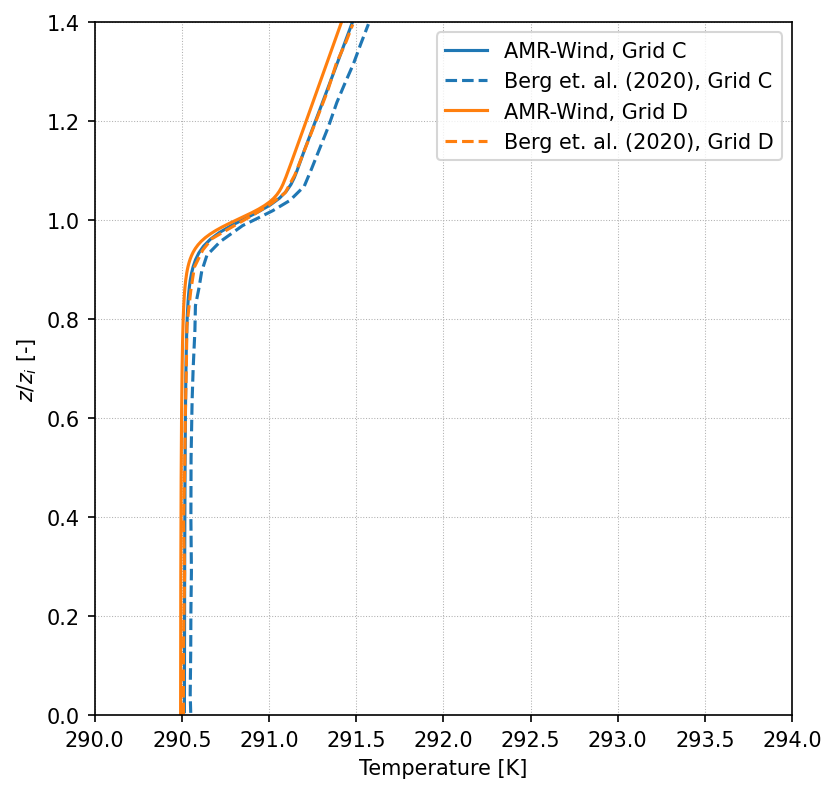 AMR-Wind, Grid C
Berg et. al. (2020), Grid C
AMR-Wind, Grid D
Berg et. al. (2020), Grid D
1.4
1.2
1.0
0.8
0.6
0.4
0.2
0.0
z/zᵢ [-]
290.0 290.5 291.0 291.5 292.0 292.5 293.0 293.5 294.0
Temperature [K]